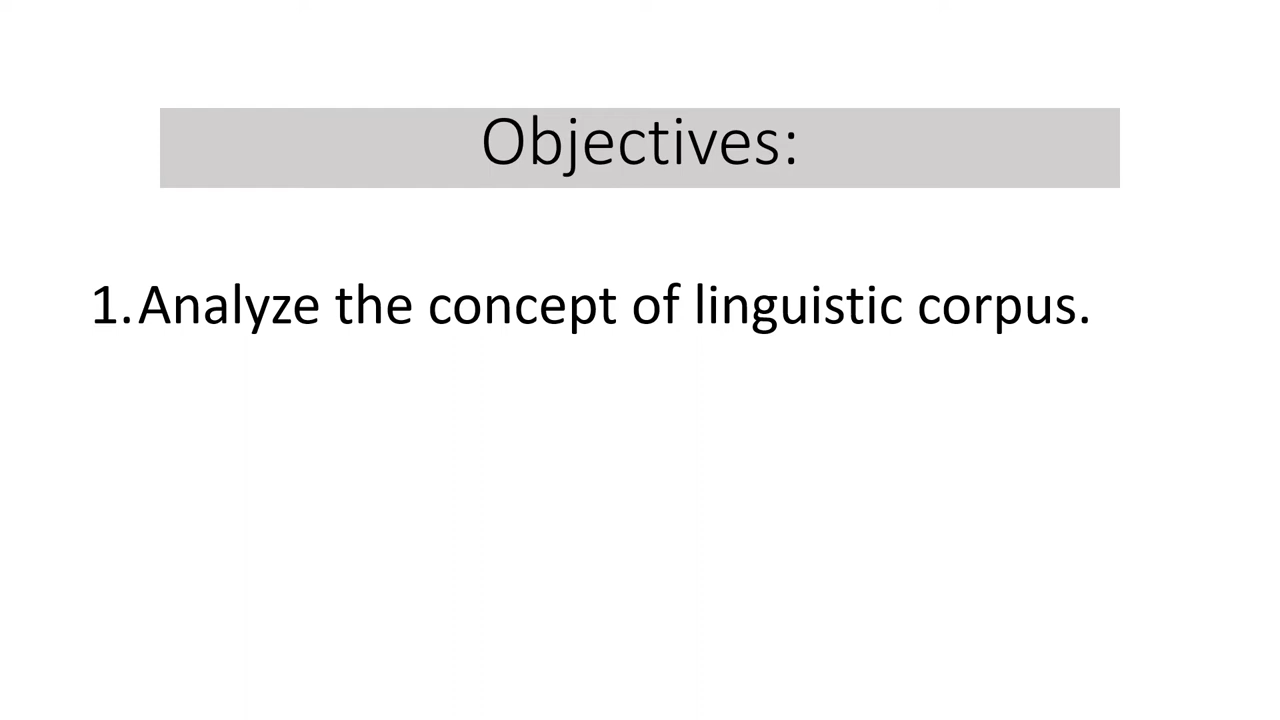 Objectives:
1. Analyze the concept of linguistic corpus.